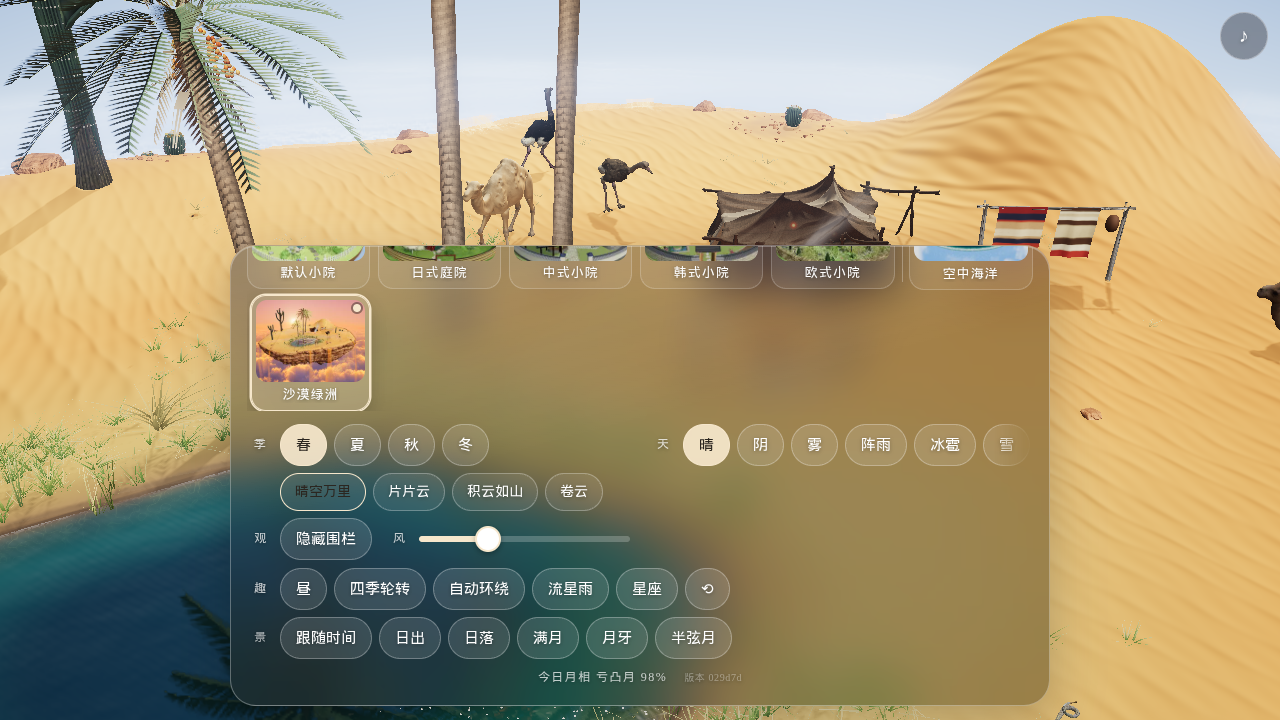 ♪
默认小院 日式庭院 中式小院 韩式小院 欧式小院 空中海洋
沙漠绿洲
季 春 夏 秋 冬 天 晴 阴 雾 阵雨 冰雹 雪
晴空万里 片片云 积云如山 卷云
观 隐藏围栏 风
趣 昼 四季轮转 自动环绕 流星雨 星座 ⟲
景 跟随时间 日出 日落 满月 月牙 半弦月
今日月相 亏凸月 98% 版本 029d7d